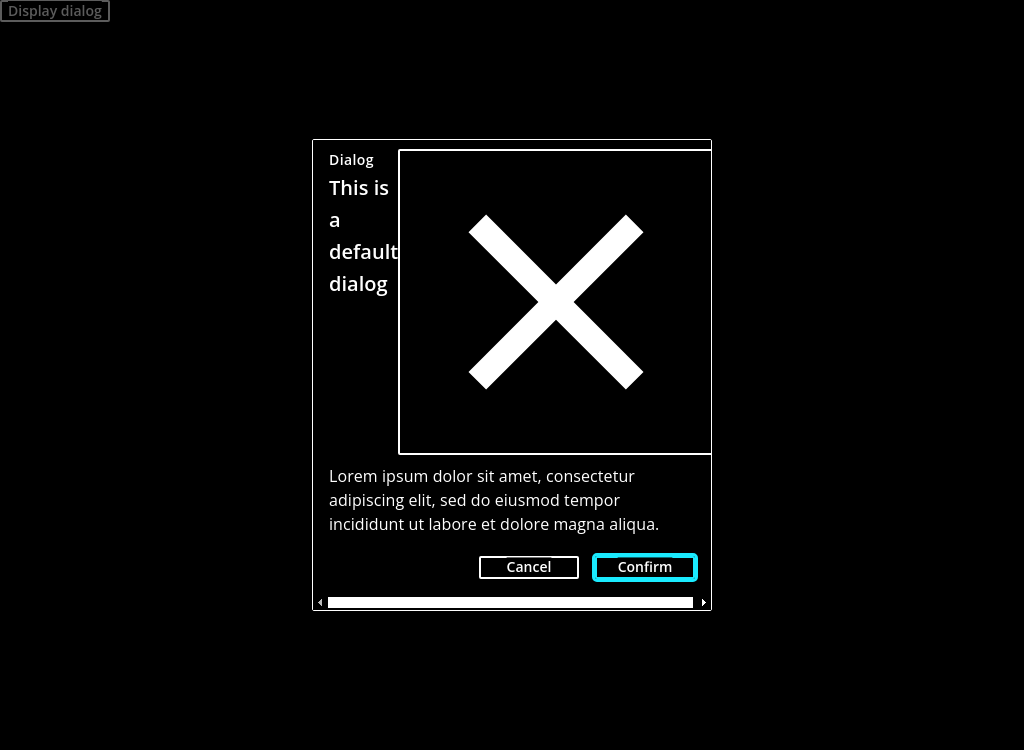 Display dialog
Dialog
This is
a
default
dialog
Lorem ipsum dolor sit amet, consectetur
adipiscing elit, sed do eiusmod tempor
incididunt ut labore et dolore magna aliqua.
Cancel
Confirm